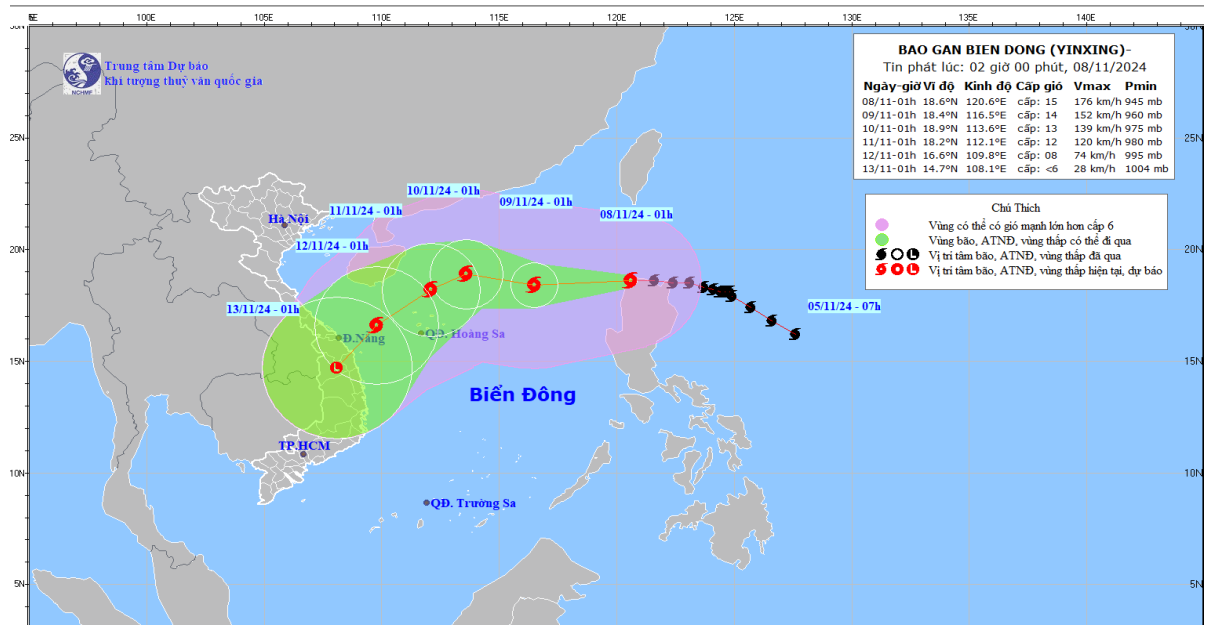 E 100E 105E 110E 115E 120E 125E 130E 135E 140E 145E
30N 30N
Trung tâm Dự báo
khí tượng thuỷ văn quốc gia
NCHMF
BAO GAN BIEN DONG (YINXING)-
Tin phát lúc: 02 giờ 00 phút, 08/11/2024
Ngày-giờ Vĩ độ Kinh độ Cấp gió Vmax Pmin
08/11-01h 18.6°N 120.6°E cấp: 15 176 km/h 945 mb
09/11-01h 18.4°N 116.5°E cấp: 14 152 km/h 960 mb
10/11-01h 18.9°N 113.6°E cấp: 13 139 km/h 975 mb
11/11-01h 18.2°N 112.1°E cấp: 12 120 km/h 980 mb
12/11-01h 16.6°N 109.8°E cấp: 08 74 km/h 995 mb
13/11-01h 14.7°N 108.1°E cấp: <6 28 km/h 1004 mb
25N 25N
Chú Thích
Vùng có thể có gió mạnh lớn hơn cấp 6
Vùng bão, ATNĐ, vùng thấp có thể đi qua
L Vị trí tâm bão, ATNĐ, vùng thấp đã qua
L Vị trí tâm bão, ATNĐ, vùng thấp hiện tại, dự báo
10/11/24 - 01h
09/11/24 - 01h
11/11/24 - 01h
08/11/24 - 01h
Hà Nội
12/11/24 - 01h
20N 20N
13/11/24 - 01h
05/11/24 - 07h
QĐ. Hoàng Sa
Đ.Nẵng
15N 15N
L
Biển Đông
TP.HCM
10N 10N
QĐ. Trường Sa
5N 5N